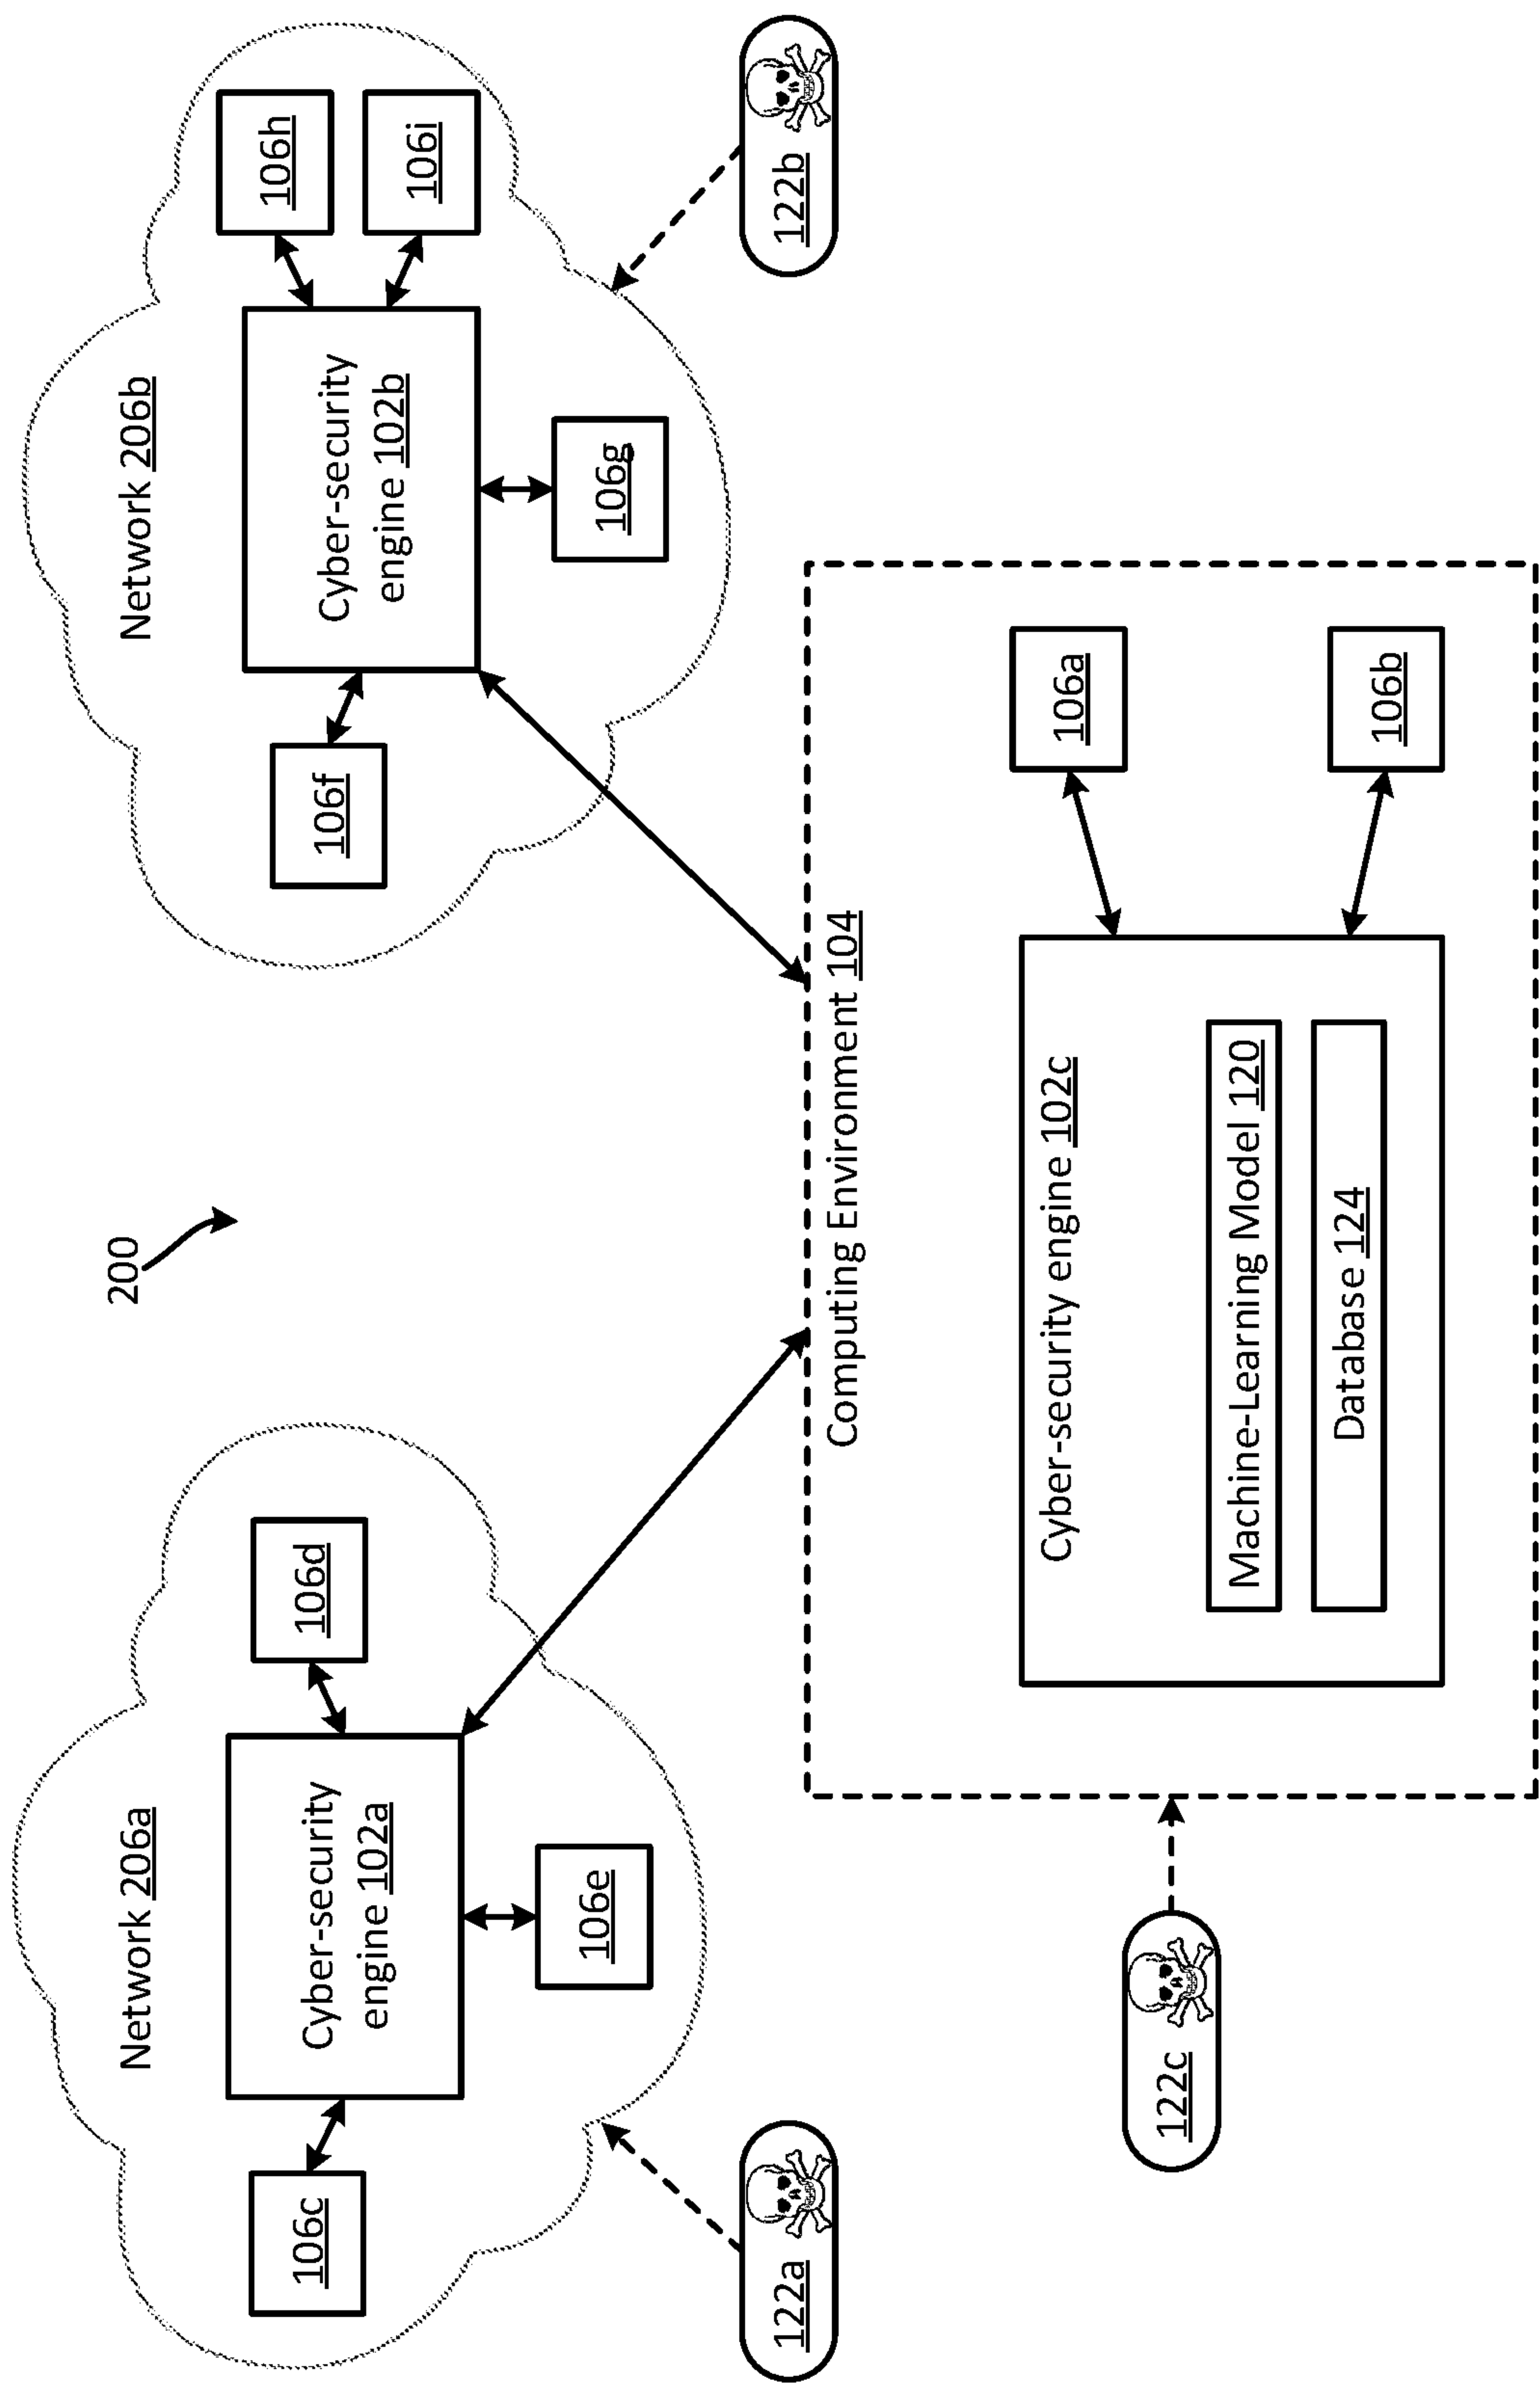 200
Network 206a
Cyber-security
engine 102a
106c
106d
106e
122a
Network 206b
Cyber-security
engine 102b
106f
106g
106h
106i
122b
Computing Environment 104
Cyber-security engine 102c
Machine-Learning Model 120
Database 124
106a
106b
122c